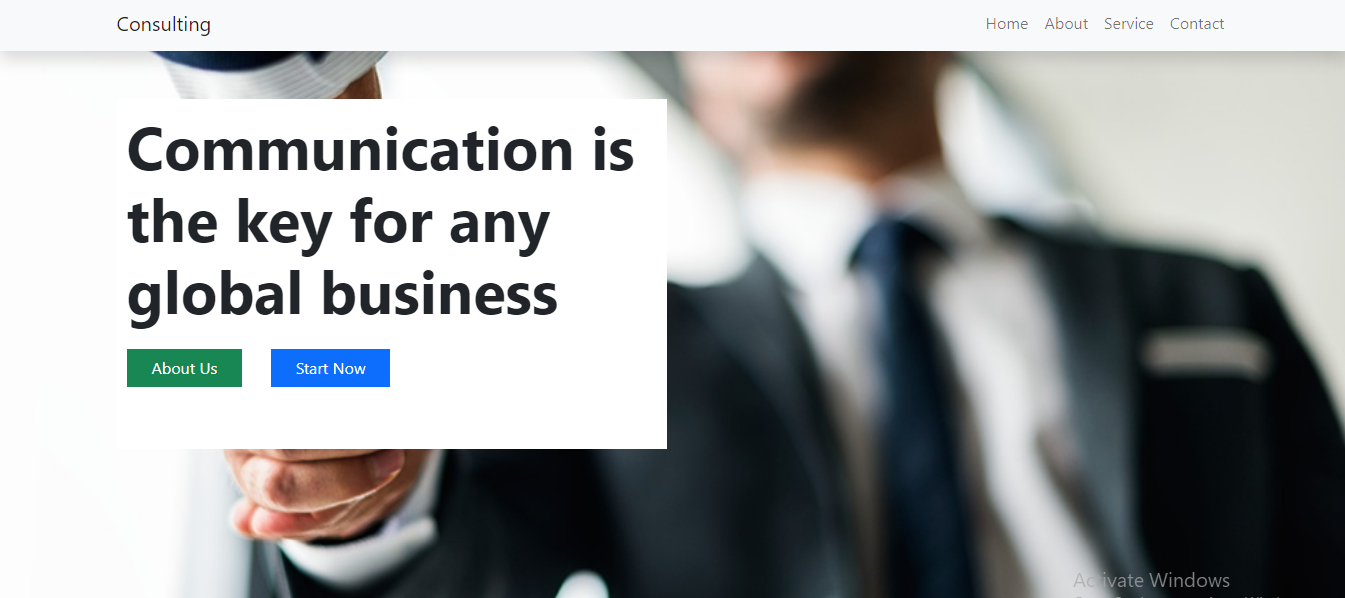 Consulting
Home About Service Contact
Communication is
the key for any
global business
About Us Start Now
Activate Windows